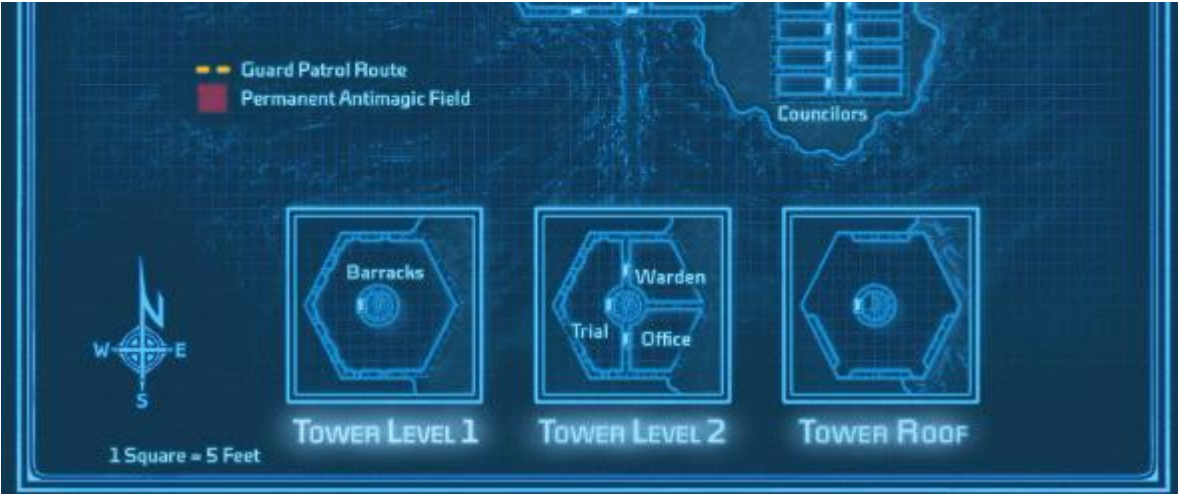 Guard Patrol Route
Permanent Antimagic Field
Councilors
Barracks
Warden
Trial
Office
N
W E
S
TOWER LEVEL 1
TOWER LEVEL 2
TOWER ROOF
1 Square = 5 Feet